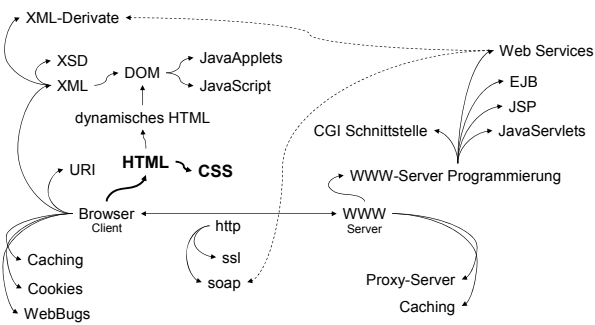 XML-Derivate
Web Services
XSD
JavaApplets
DOM
XML
JavaScript
EJB
JSP
dynamisches HTML
CGI Schnittstelle
JavaServlets
HTML
CSS
URI
WWW-Server Programmierung
Browser
Client
WWW
Server
http
ssl
soap
Caching
Cookies
WebBugs
Proxy-Server
Caching